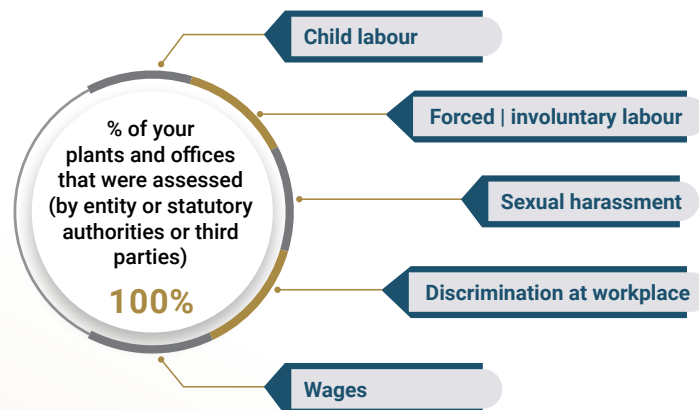 Child labour
% of your
plants and offices
that were assessed
(by entity or statutory
authorities or third
parties)
100%
Forced | involuntary labour
Sexual harassment
Discrimination at workplace
Wages